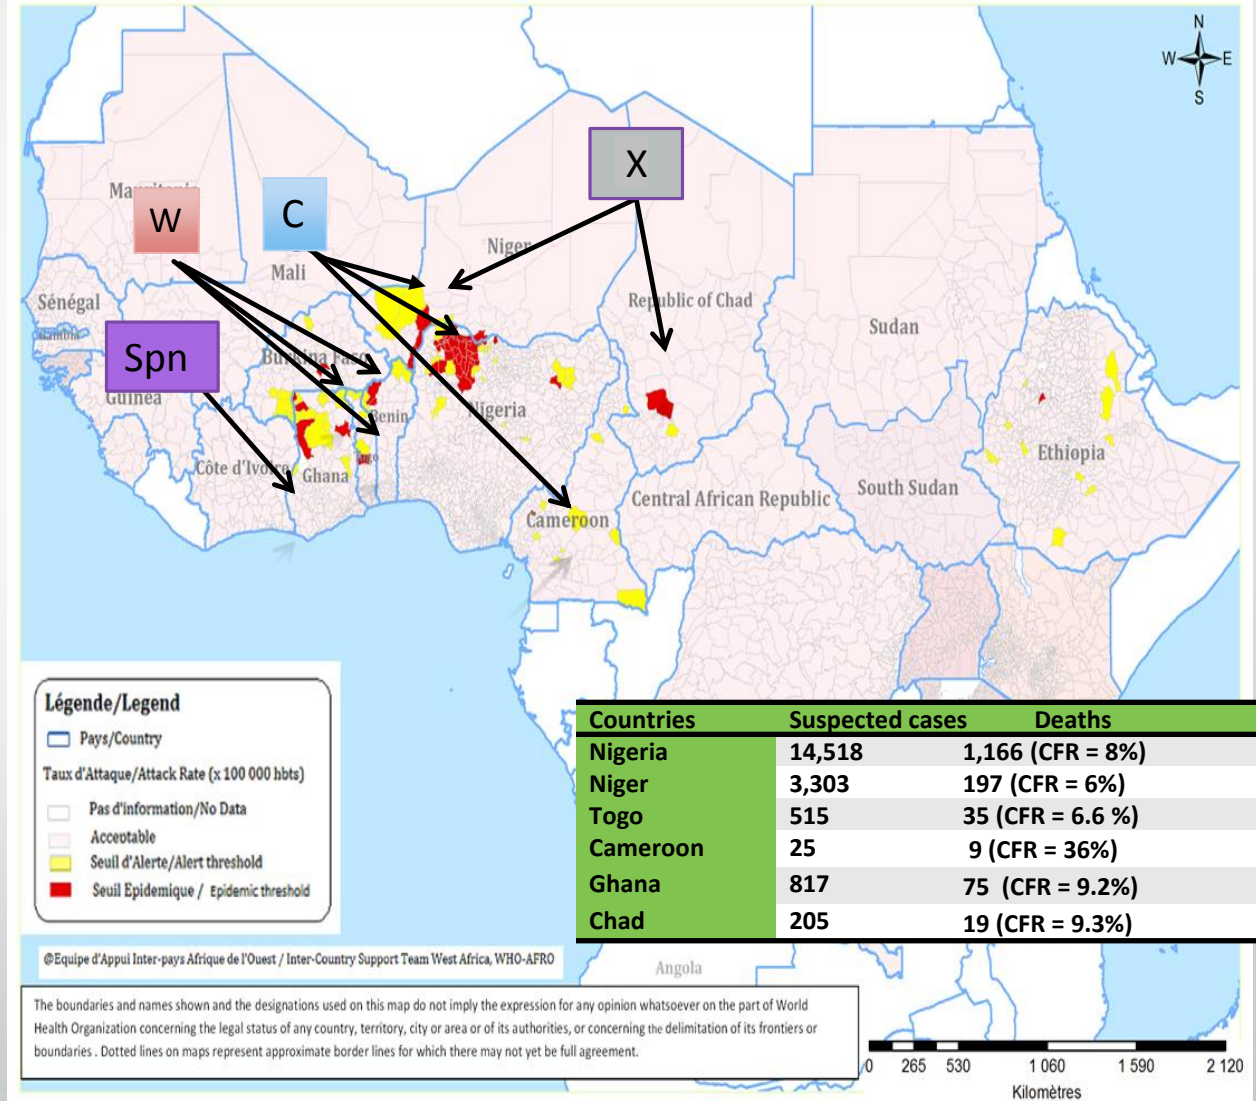 N
W E
S
X
W
C
Niger
Mali
Sénégal
Republic of Chad
Sudan
Spn
Burkina Faso
Guinea
Benin
Nigeria
Côte d'Ivoire
Ghana
Togo
Ethiopia
Central African Republic
South Sudan
Cameroon
Légende/Legend
Pays/Country
Taux d'Attaque/Attack Rate (x 100 000 hbts)
Pas d'information/No Data
Acceptable
Seuil d'Alerte/Alert threshold
Seuil Epidemique / Epidemic threshold
Countries Suspected cases Deaths
Nigeria 14,518 1,166 (CFR = 8%)
Niger 3,303 197 (CFR = 6%)
Togo 515 35 (CFR = 6.6 %)
Cameroon 25 9 (CFR = 36%)
Ghana 817 75 (CFR = 9.2%)
Chad 205 19 (CFR = 9.3%)
@Equipe d'Appui Inter-pays Afrique de l'Ouest / Inter-Country Support Team West Africa, WHO-AFRO
Angola
The boundaries and names shown and the designations used on this map do not imply the expression for any opinion whatsoever on the part of World
Health Organization concerning the legal status of any country, territory, city or area or of its authorities, or concerning the delimitation of its frontiers or
boundaries . Dotted lines on maps represent approximate border lines for which there may not yet be full agreement.
0 265 530 1 060 1 590 2 120
Kilomètres